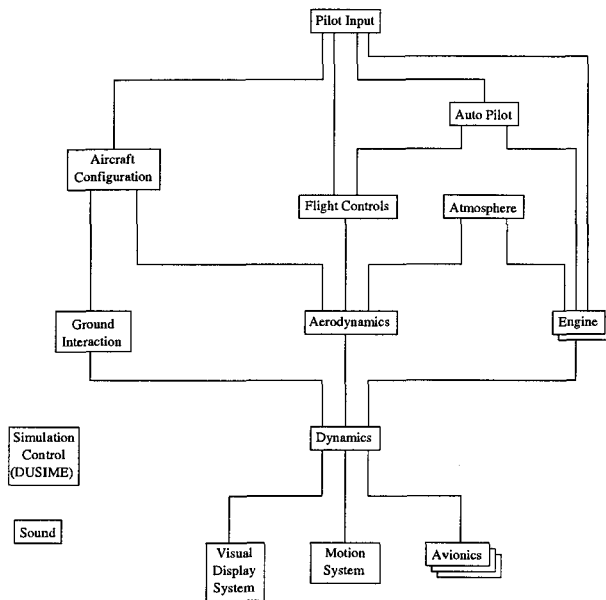 Pilot Input
Auto Pilot
Aircraft
Configuration
Flight Controls
Atmosphere
Ground
Interaction
Aerodynamics
Engine
Dynamics
Simulation
Control
(DUSIME)
Sound
Visual
Display
System
Motion
System
Avionics